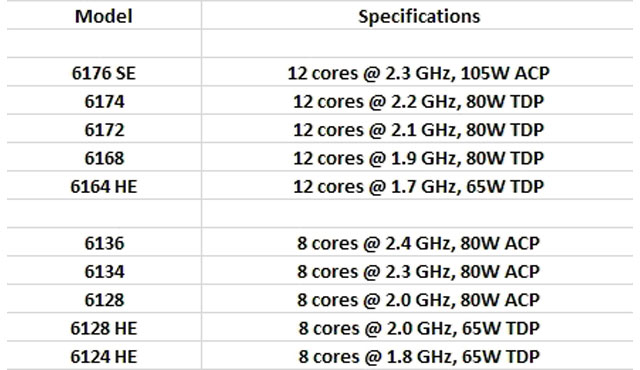 Model Specifications
6176 SE 12 cores @ 2.3 GHz, 105W ACP
6174 12 cores @ 2.2 GHz, 80W TDP
6172 12 cores @ 2.1 GHz, 80W TDP
6168 12 cores @ 1.9 GHz, 80W TDP
6164 HE 12 cores @ 1.7 GHz, 65W TDP
6136 8 cores @ 2.4 GHz, 80W ACP
6134 8 cores @ 2.3 GHz, 80W ACP
6128 8 cores @ 2.0 GHz, 80W ACP
6128 HE 8 cores @ 2.0 GHz, 65W TDP
6124 HE 8 cores @ 1.8 GHz, 65W TDP